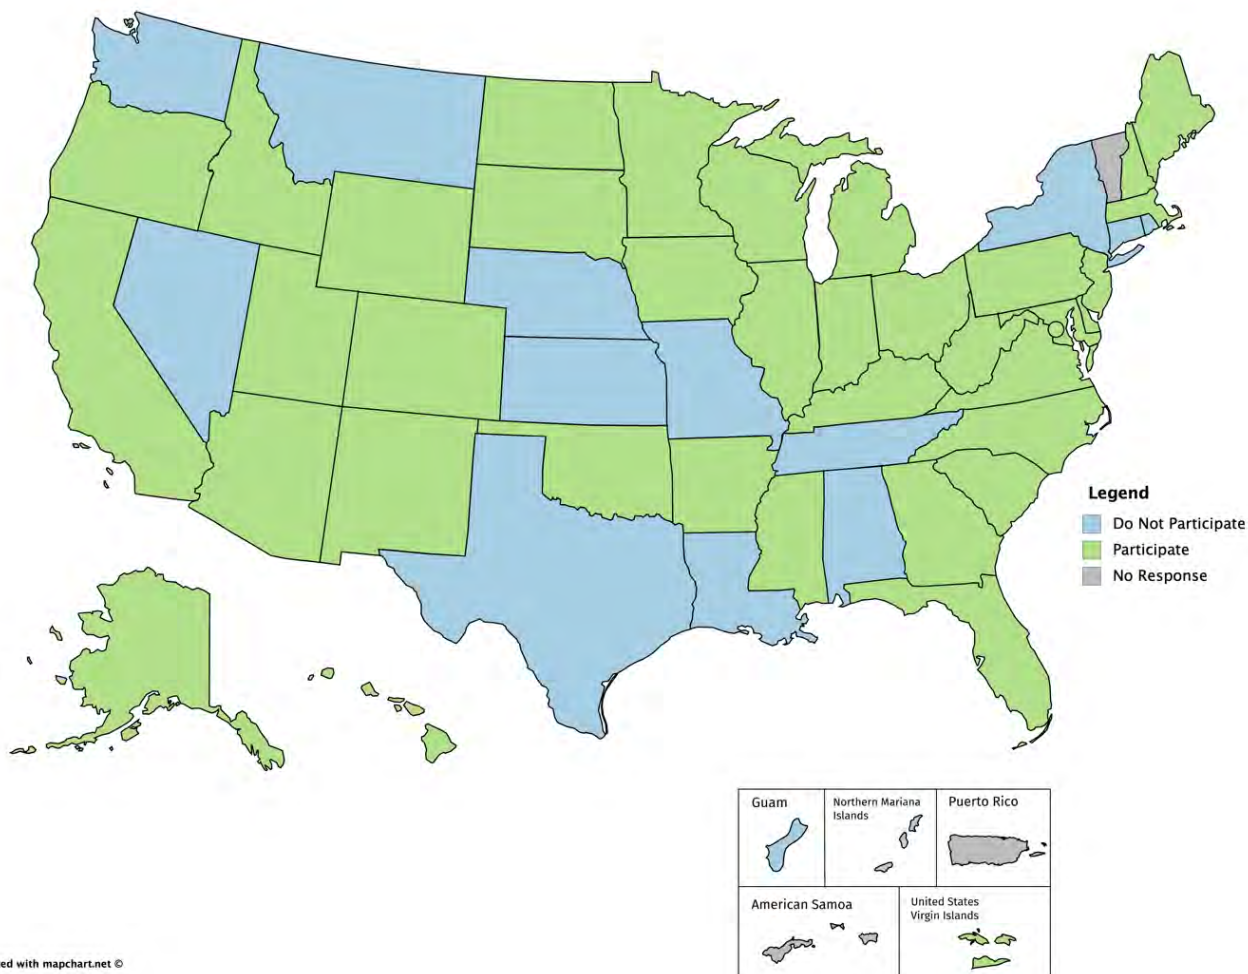 Legend
Do Not Participate
Participate
No Response
Guam
Northern Mariana
Islands
Puerto Rico
American Samoa
United States
Virgin Islands
ted with mapchart.net ©